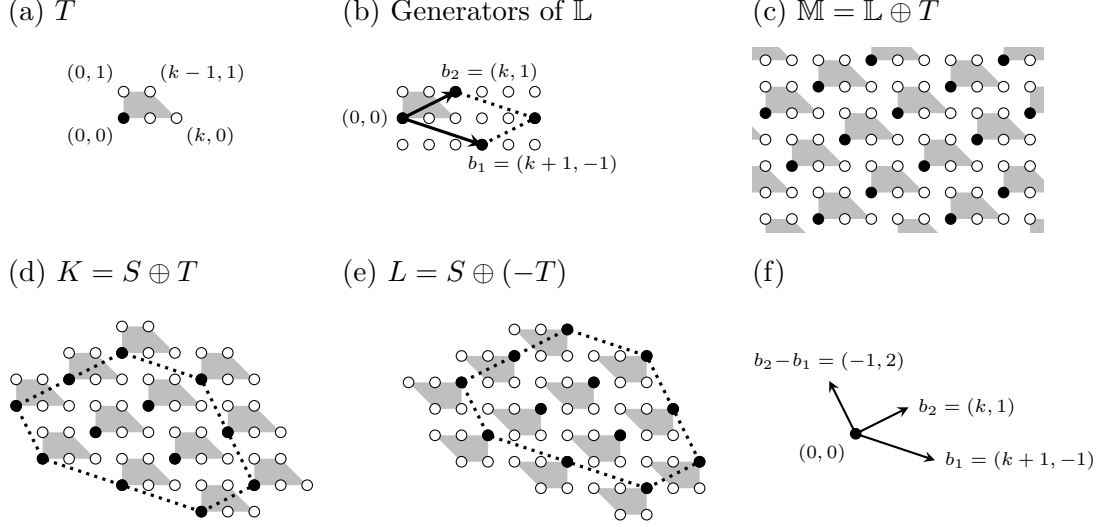 (a) T
(b) Generators of 𝕃
(c) 𝕄 = 𝕃 ⊕ T
(0, 1)
(k−1, 1)
(0, 0)
(k, 0)
b₂ = (k, 1)
(0, 0)
b₁ = (k + 1, −1)
(d) K = S ⊕ T
(e) L = S ⊕ (−T)
(f)
b₂−b₁ = (−1, 2)
b₂ = (k, 1)
(0, 0)
b₁ = (k + 1, −1)